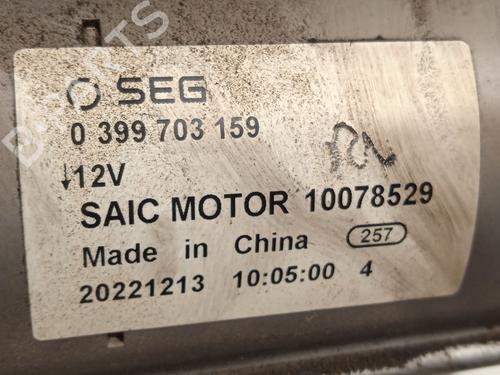 SEG
0 399 703 159
↓12V
SAIC MOTOR 10078529
Made in China 257
20221213 10:05:00 4